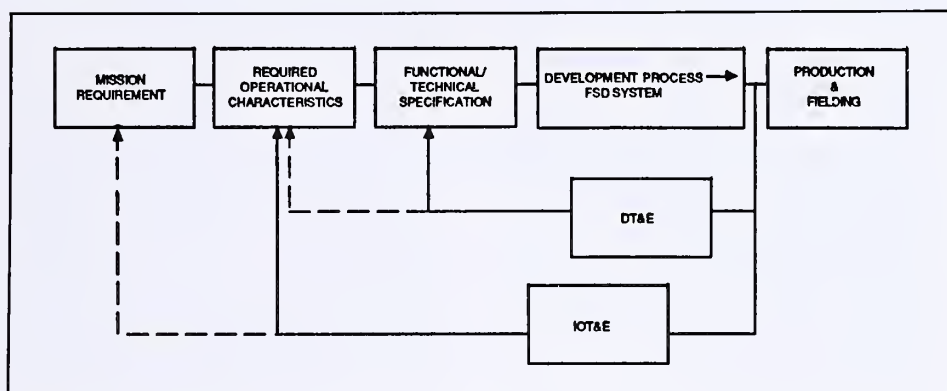 MISSION
REQUIREMENT
REQUIRED
OPERATIONAL
CHARACTERISTICS
FUNCTIONAL/
TECHNICAL
SPECIFICATION
DEVELOPMENT PROCESS
FSD SYSTEM
PRODUCTION
&
FIELDING
DT&E
IOT&E